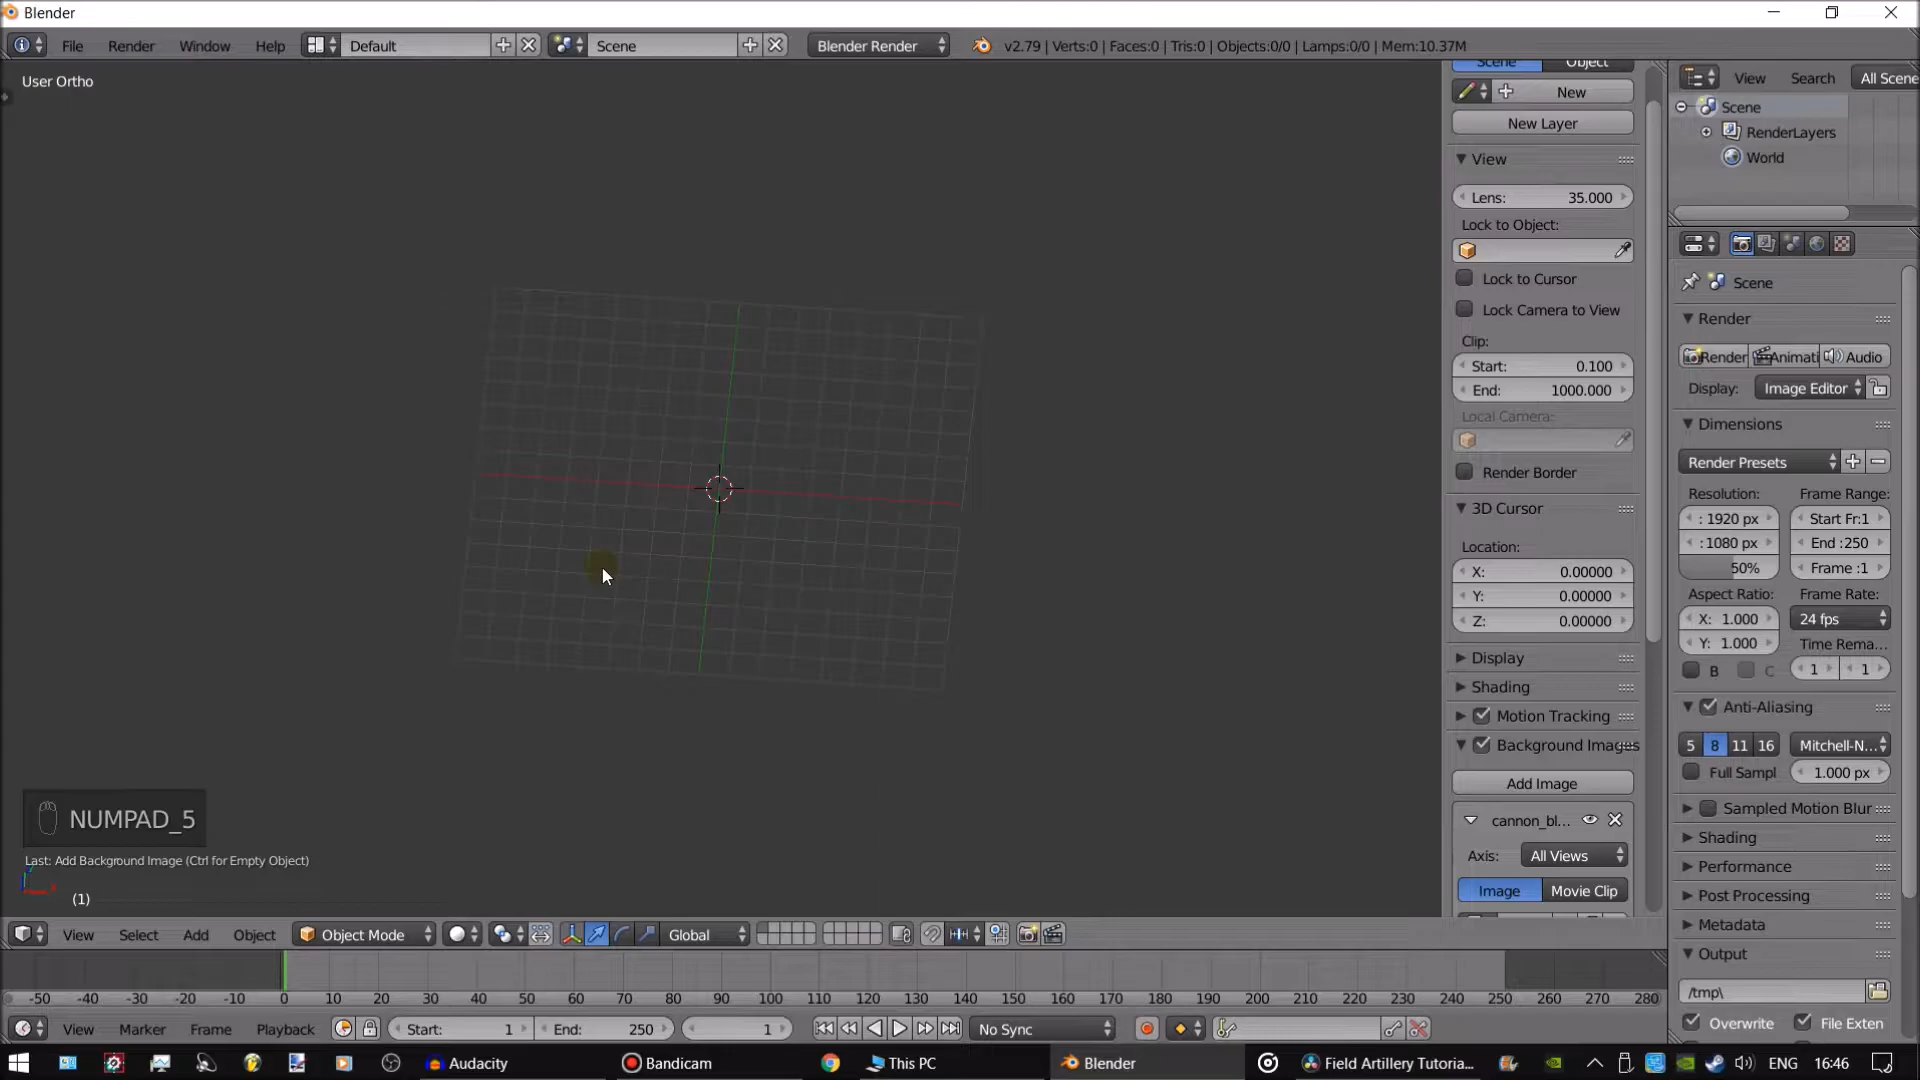 Blender
File Render Window Help Default Scene Blender Render v2.79 | Verts:0 | Faces:0 | Tris:0 | Objects:0/0 | Lamps:0/0 | Mem:10.37M
User Ortho
Scene Object
New
New Layer
View
Lens: 35.000
Lock to Object:
Lock to Cursor
Lock Camera to View
Clip:
Start: 0.100
End: 1000.000
Local Camera:
Render Border
3D Cursor
Location:
X: 0.00000
Y: 0.00000
Z: 0.00000
Display
Shading
Motion Tracking
Background Images
Add Image
cannon_bl...
Axis: All Views
Image Movie Clip
View Search All Scene
Scene
RenderLayers
World
Scene
Render
Render Animati Audio
Display: Image Editor
Dimensions
Render Presets
Resolution: Frame Range:
: 1920 px Start Fr:1
:1080 px End :250
50% Frame :1
Aspect Ratio: Frame Rate:
X: 1.000 24 fps
Y: 1.000 Time Rema...
B C 1 1
Anti-Aliasing
5 8 11 16 Mitchell-N...
Full Sampl 1.000 px
Sampled Motion Blur
Shading
Performance
Post Processing
Metadata
Output
/tmp\
Overwrite File Exten
NUMPAD_5
Last: Add Background Image (Ctrl for Empty Object)
(1)
View Select Add Object Object Mode Global
-50 -40 -30 -20 -10 0 10 20 30 40 50 60 70 80 90 100 110 120 130 140 150 160 170 180 190 200 210 220 230 240 250 260 270 280
View Marker Frame Playback Start: 1 End: 250 1 No Sync
Audacity Bandicam This PC Blender Field Artillery Tutoria... ENG 16:46